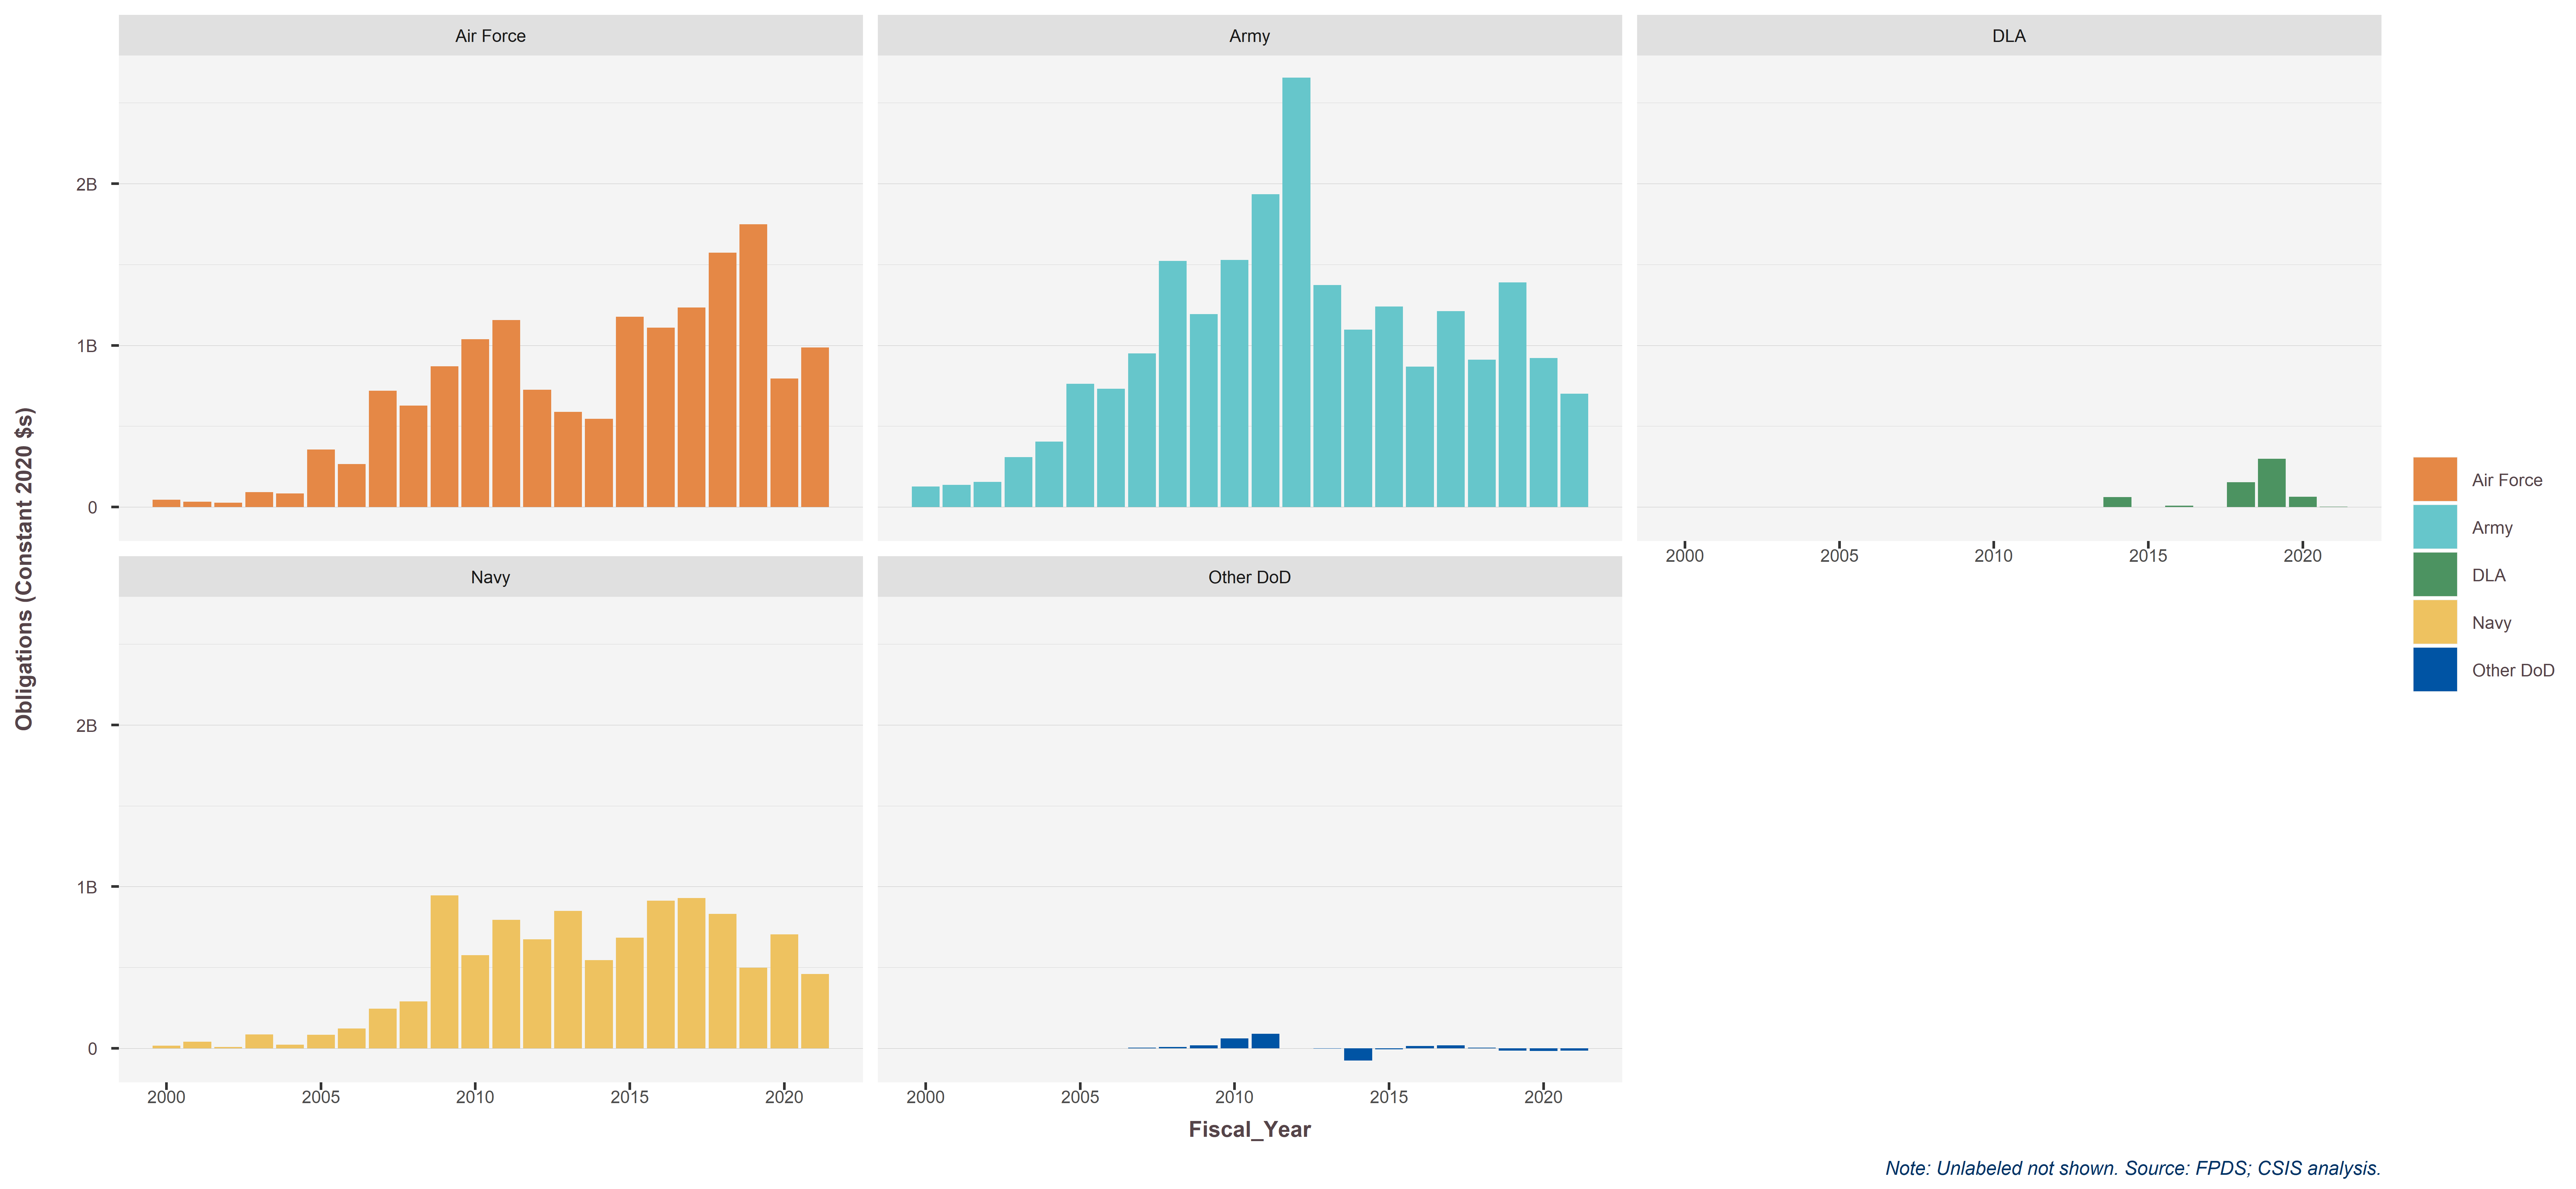 Air Force
Army
DLA
2B
1B
0
2000
2005
2010
2015
2020
Navy
Other DoD
2B
1B
0
2000
2005
2010
2015
2020
2000
2005
2010
2015
2020
Obligations (Constant 2020 $s)
Fiscal_Year
Air Force
Army
DLA
Navy
Other DoD
Note: Unlabeled not shown. Source: FPDS; CSIS analysis.